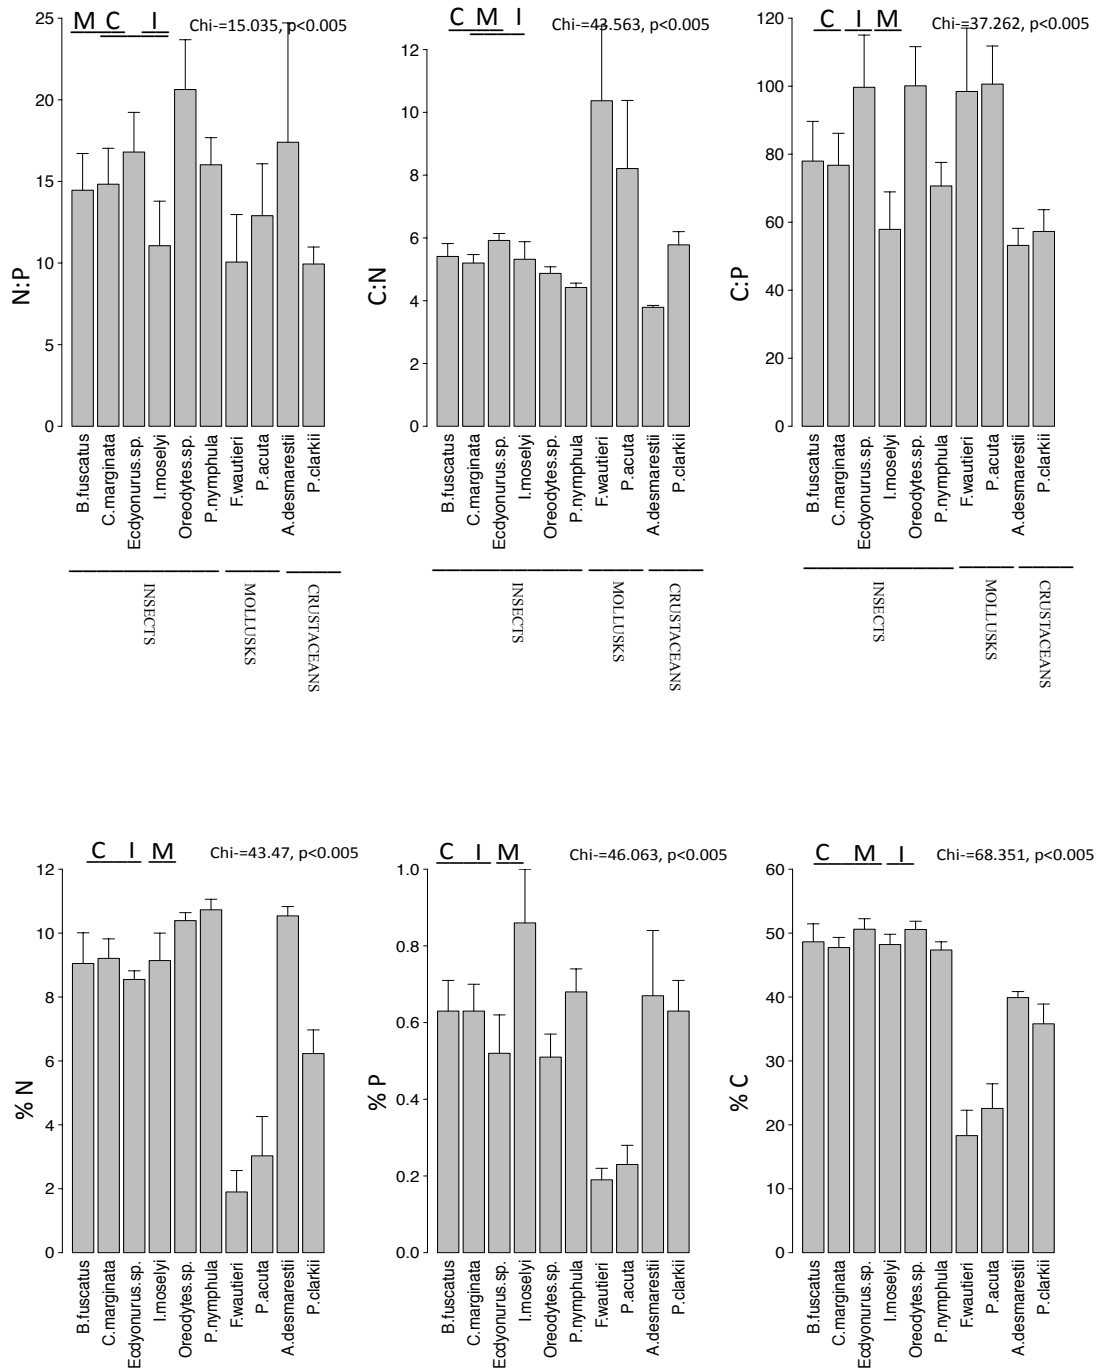 M C I Chi-=15.035, p<0.005
25
20
15
10
5
0
N:P
B.fuscatus
C.marginata
Ecdyonurus.sp.
I.moselyi
Oreodytes.sp.
P.nymphula
F.wautieri
P.acuta
A.desmarestii
P.clarkii
INSECTS
MOLLUSKS
CRUSTACEANS
C M I Chi-=43.563, p<0.005
12
10
8
6
4
2
0
C:N
B.fuscatus
C.marginata
Ecdyonurus.sp.
I.moselyi
Oreodytes.sp.
P.nymphula
F.wautieri
P.acuta
A.desmarestii
P.clarkii
INSECTS
MOLLUSKS
CRUSTACEANS
C I M Chi-=37.262, p<0.005
120
100
80
60
40
20
0
C:P
B.fuscatus
C.marginata
Ecdyonurus.sp.
I.moselyi
Oreodytes.sp.
P.nymphula
F.wautieri
P.acuta
A.desmarestii
P.clarkii
INSECTS
MOLLUSKS
CRUSTACEANS
C I M Chi-=43.47, p<0.005
12
10
8
6
4
2
0
% N
B.fuscatus
C.marginata
Ecdyonurus.sp.
I.moselyi
Oreodytes.sp.
P.nymphula
F.wautieri
P.acuta
A.desmarestii
P.clarkii
C I M Chi-=46.063, p<0.005
1.0
0.8
0.6
0.4
0.2
0.0
% P
B.fuscatus
C.marginata
Ecdyonurus.sp.
I.moselyi
Oreodytes.sp.
P.nymphula
F.wautieri
P.acuta
A.desmarestii
P.clarkii
C M I Chi-=68.351, p<0.005
60
50
40
30
20
10
0
% C
B.fuscatus
C.marginata
Ecdyonurus.sp.
I.moselyi
Oreodytes.sp.
P.nymphula
F.wautieri
P.acuta
A.desmarestii
P.clarkii